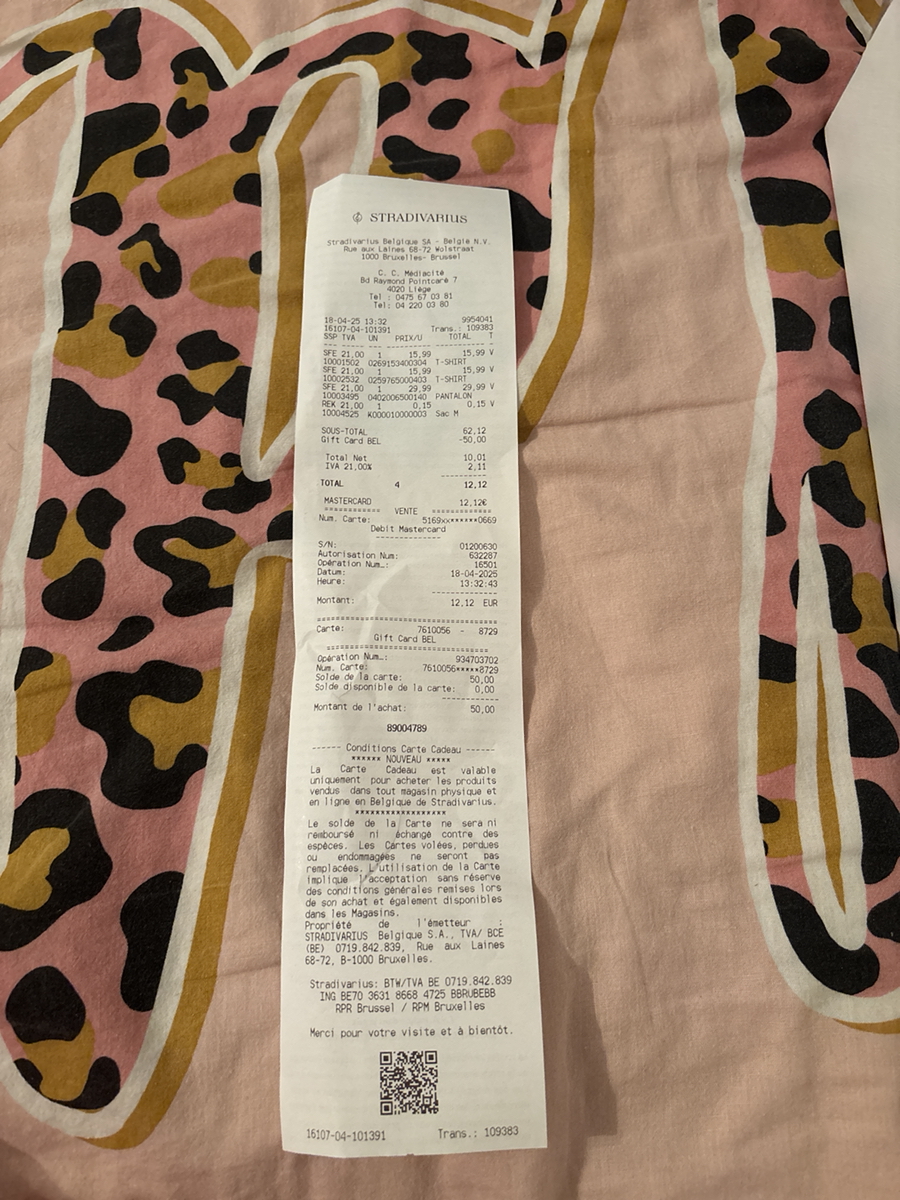 STRADIVARIUS
Stradivarius Belgique SA - België N.V.
Rue aux Laines 68-72 Wolstraat
1000 Bruxelles- Brussel
C. C. Médiacité
Bd Raymond Pointcaré 7
4020 Liège
Tel : 0475 67 03 81
Tel: 04 220 03 80
18-04-25 13:32 9954041
16107-04-101391 Trans.: 109383
SSP TVA UN PRIX/U TOTAL T
SFE 21,00 1 15,99 15,99 V
10001502 0269153400304 T-SHIRT
SFE 21,00 1 15,99 15,99 V
10002532 0259765000403 T-SHIRT
SFE 21,00 1 29,99 29,99 V
10003495 0402006500140 PANTALON
REK 21,00 1 0,15 0,15 V
10004525 K000010000003 Sac M
SOUS-TOTAL 62,12
Gift Card BEL -50,00
Total Net 10,01
IVA 21,00% 2,11
TOTAL 4 12,12
MASTERCARD 12,12€
============ VENTE ============
Num. Carte: 5169xx******0669
Debit Mastercard
S/N: 01200630
Autorisation Num: 632287
Opération Num.: 16501
Datum: 18-04-2025
Heure: 13:32:43
Montant: 12,12 EUR
Carte: 7610056 - 8729
Gift Card BEL
Opération Num.: 934703702
Num. Carte: 7610056*****8729
Solde de la carte: 50,00
Solde disponible de la carte: 0,00
Montant de l'achat: 50,00
89004789
------ Conditions Carte Cadeau ------
****** NOUVEAU *****
La Carte Cadeau est valable
uniquement pour acheter les produits
vendus dans tout magasin physique et
en ligne en Belgique de Stradivarius.
******************
Le solde de la Carte ne sera ni
remboursé ni échangé contre des
espèces. Les Cartes volées, perdues
ou endommagées ne seront pas
remplacées. L'utilisation de la Carte
implique l'acceptation sans réserve
des conditions générales remises lors
de son achat et également disponibles
dans les Magasins.
Propriété de l'émetteur :
STRADIVARIUS Belgique S.A., TVA/ BCE
(BE) 0719.842.839, Rue aux Laines
68-72, B-1000 Bruxelles.
Stradivarius: BTW/TVA BE 0719.842.839
ING BE70 3631 8668 4725 BBRUBEBB
RPR Brussel / RPM Bruxelles
Merci pour votre visite et à bientôt.
16107-04-101391 Trans.: 109383